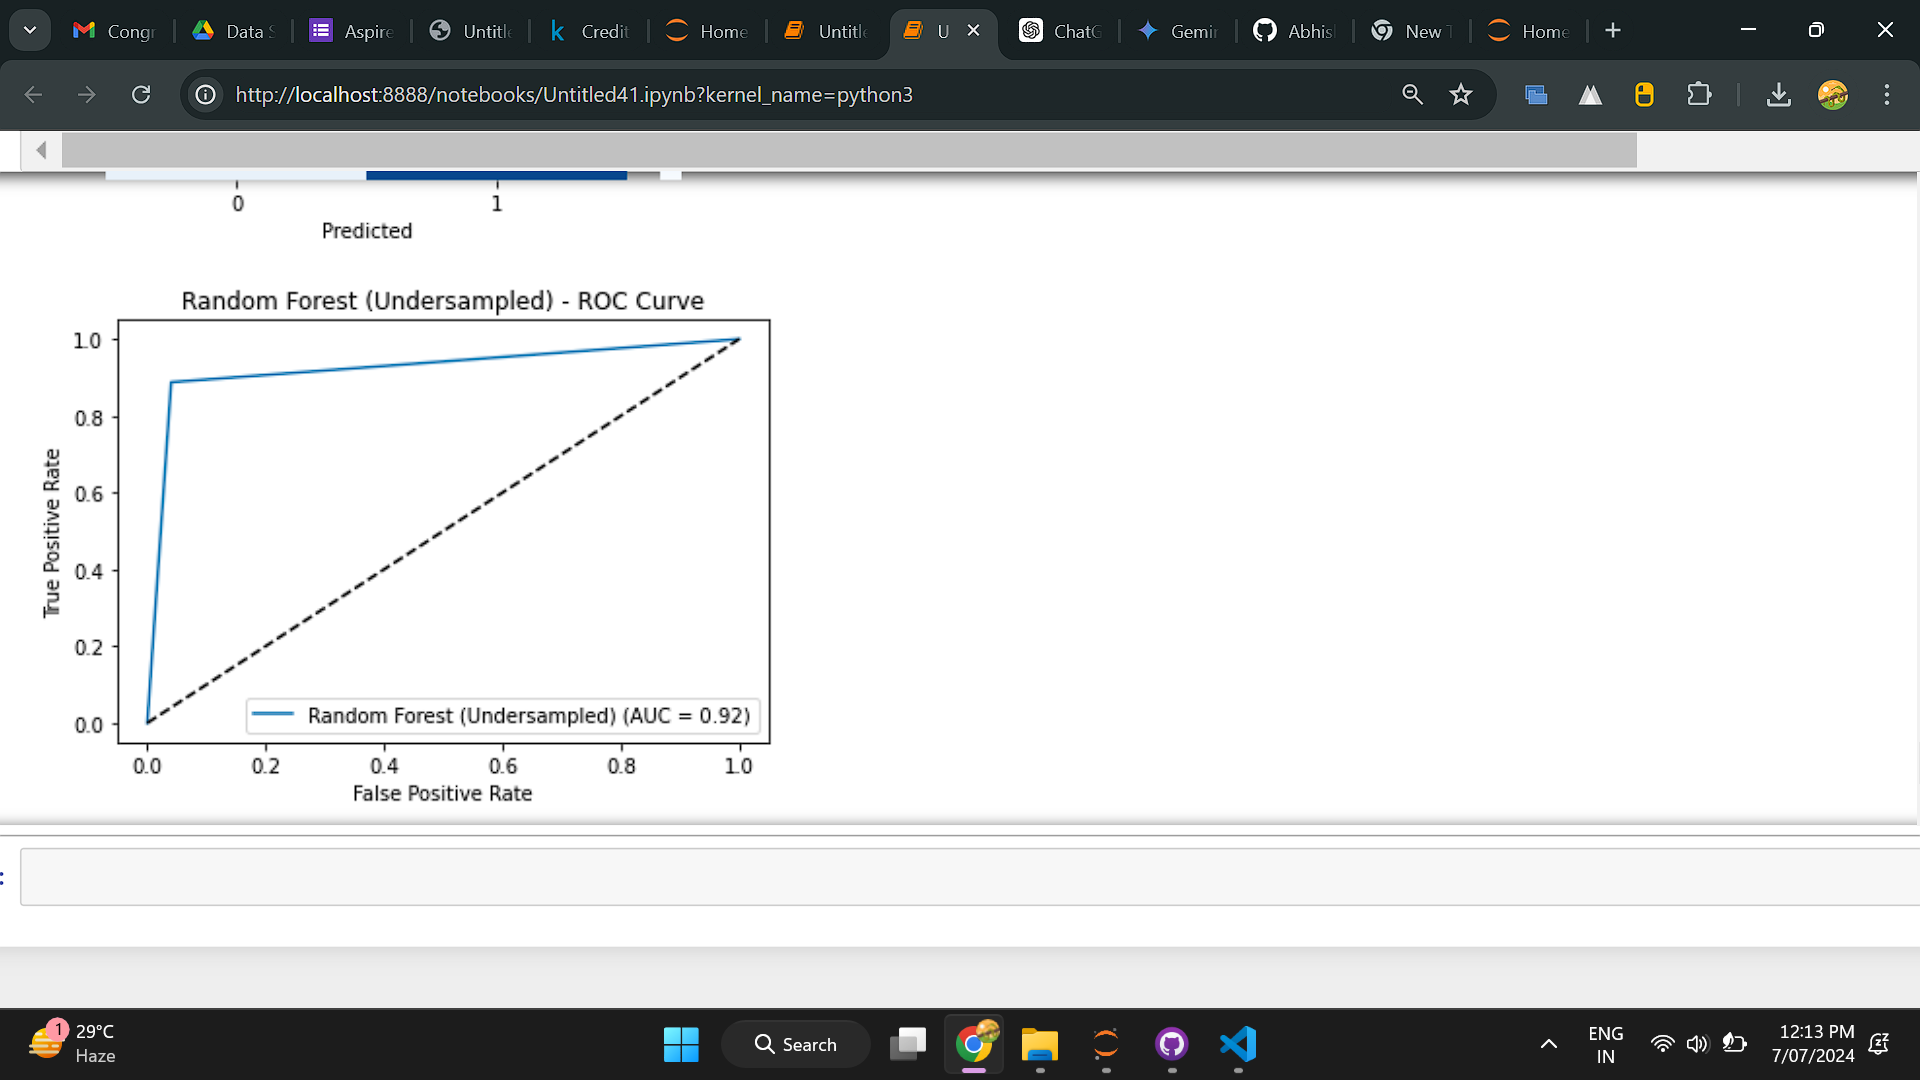 Congr
Data S
Aspire
Untitle
Credit
Home
Untitle
U
ChatG
Gemin
Abhis
New T
Home
http://localhost:8888/notebooks/Untitled41.ipynb?kernel_name=python3
0 1
Predicted
Random Forest (Undersampled) - ROC Curve
1.0
0.8
0.6
0.4
0.2
0.0
True Positive Rate
Random Forest (Undersampled) (AUC = 0.92)
0.0 0.2 0.4 0.6 0.8 1.0
False Positive Rate
:
1
29°C
Haze
Search
ENG
IN
12:13 PM
7/07/2024